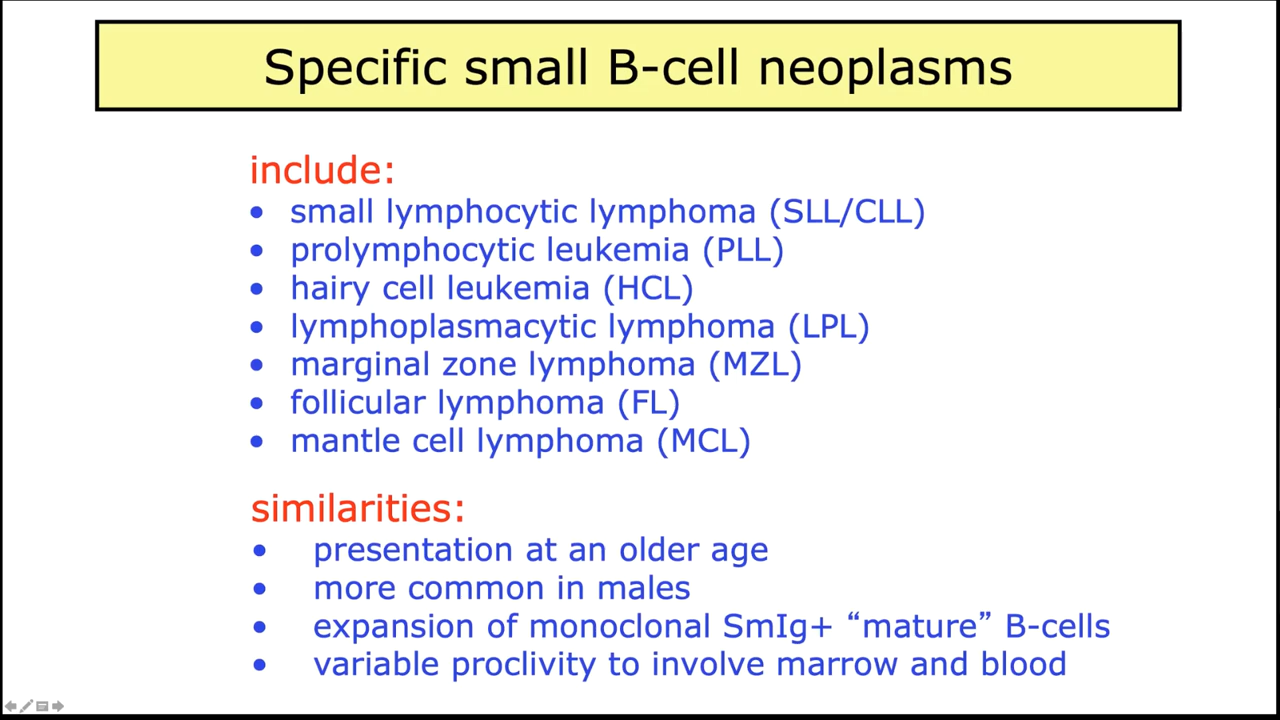 Specific small B-cell neoplasms
include:
• small lymphocytic lymphoma (SLL/CLL)
• prolymphocytic leukemia (PLL)
• hairy cell leukemia (HCL)
• lymphoplasmacytic lymphoma (LPL)
• marginal zone lymphoma (MZL)
• follicular lymphoma (FL)
• mantle cell lymphoma (MCL)
similarities:
• presentation at an older age
• more common in males
• expansion of monoclonal SmIg+ “mature” B-cells
• variable proclivity to involve marrow and blood